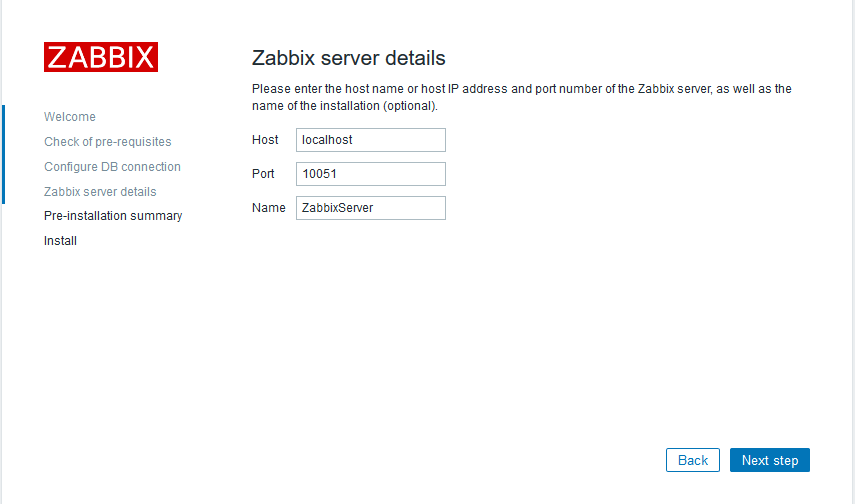 ZABBIX
Welcome
Check of pre-requisites
Configure DB connection
Zabbix server details
Pre-installation summary
Install
Zabbix server details
Please enter the host name or host IP address and port number of the Zabbix server, as well as the
name of the installation (optional).
Host localhost
Port 10051
Name ZabbixServer
Back Next step